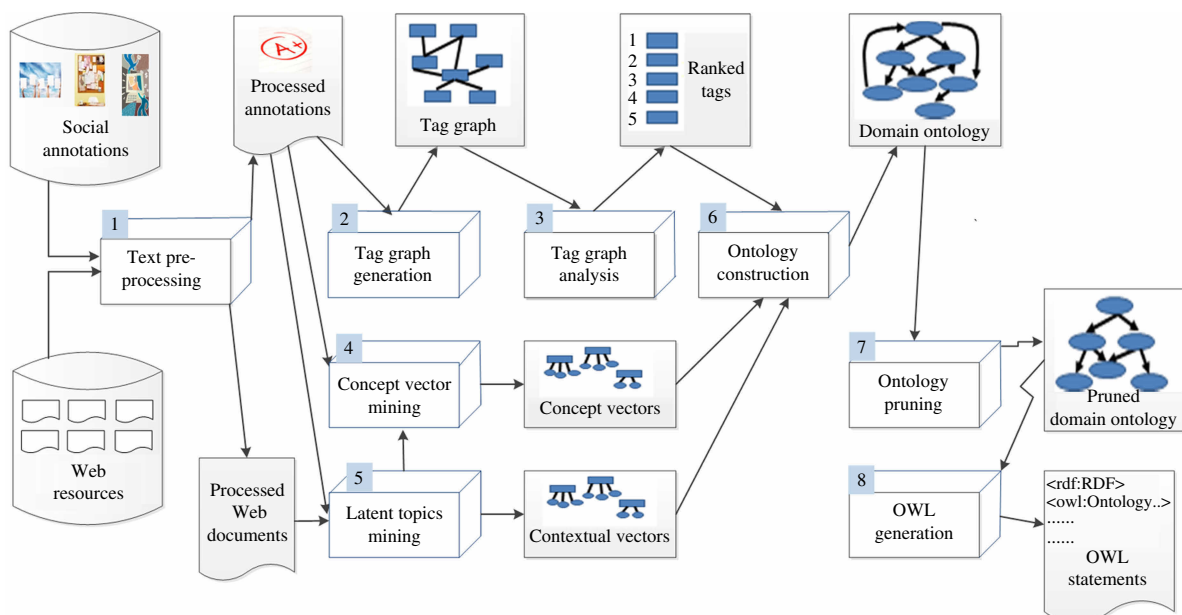 Social
annotations
A+
Processed
annotations
Tag graph
1
2
3
4
5
Ranked
tags
Domain ontology
1
Text pre-
processing
2
Tag graph
generation
3
Tag graph
analysis
6
Ontology
construction
Web
resources
4
Concept vector
mining
Concept vectors
7
Ontology
pruning
Pruned
domain ontology
Processed
Web
documents
5
Latent topics
mining
Contextual vectors
8
OWL
generation
<rdf:RDF>
<owl:Ontology..>
......
......
OWL
statements